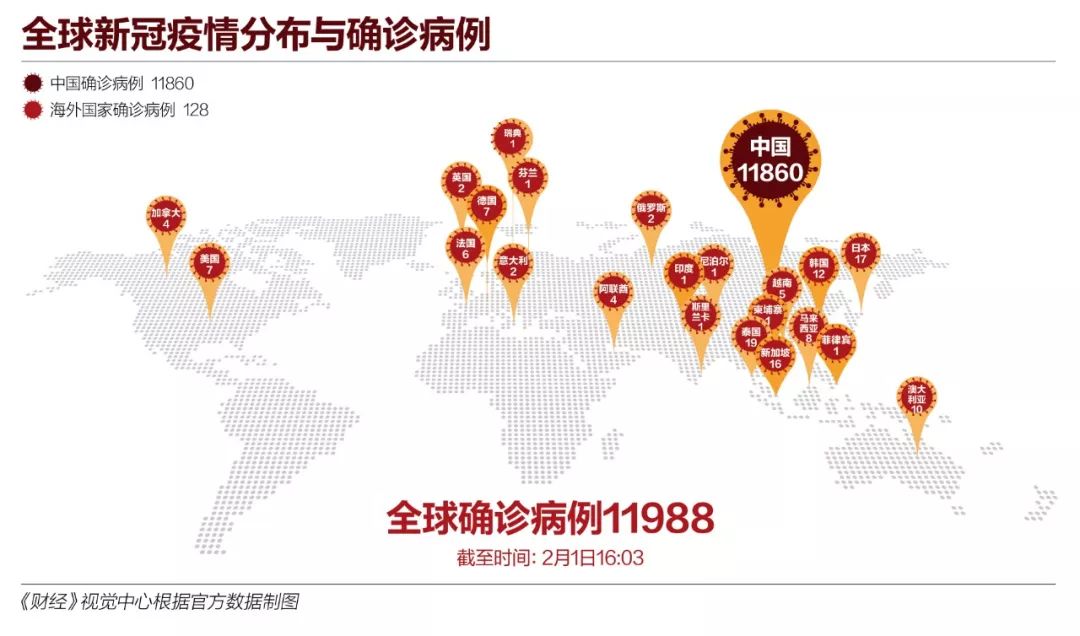 全球新冠疫情分布与确诊病例
中国确诊病例 11860
海外国家确诊病例 128
瑞典
1
英国
2
芬兰
1
德国
7
中国
11860
加拿大
4
俄罗斯
2
美国
7
法国
6
意大利
2
印度
1
尼泊尔
1
韩国
12
日本
17
阿联酋
4
越南
5
斯里
兰卡
1
柬埔寨
1
马来
西亚
8
泰国
19
菲律宾
1
新加坡
16
澳大
利亚
10
全球确诊病例11988
截至时间: 2月1日16:03
《财经》视觉中心根据官方数据制图